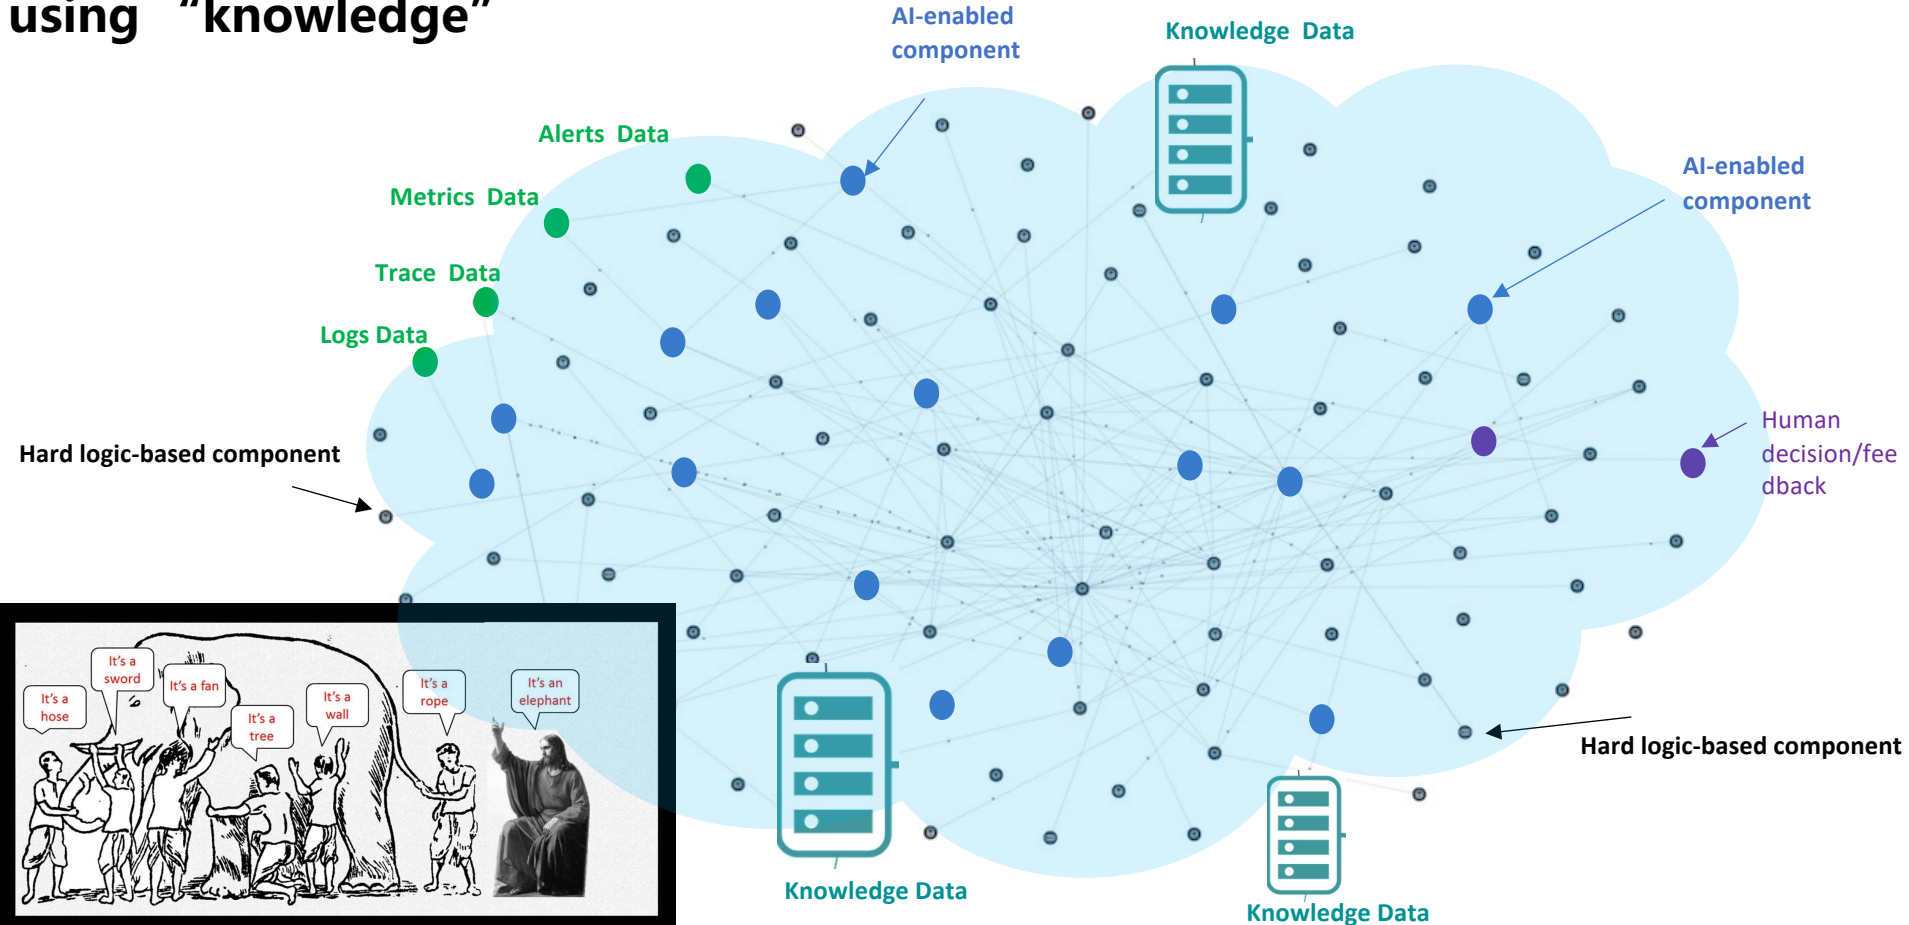 using “knowledge”
AI-enabled
component
Knowledge Data
Alerts Data
AI-enabled
component
Metrics Data
Trace Data
Logs Data
Human
decision/fee
dback
Hard logic-based component
It's a
hose
It's a
sword
It's a fan
It's a
tree
It's a
wall
It's a
rope
It's an
elephant
Hard logic-based component
Knowledge Data
Knowledge Data